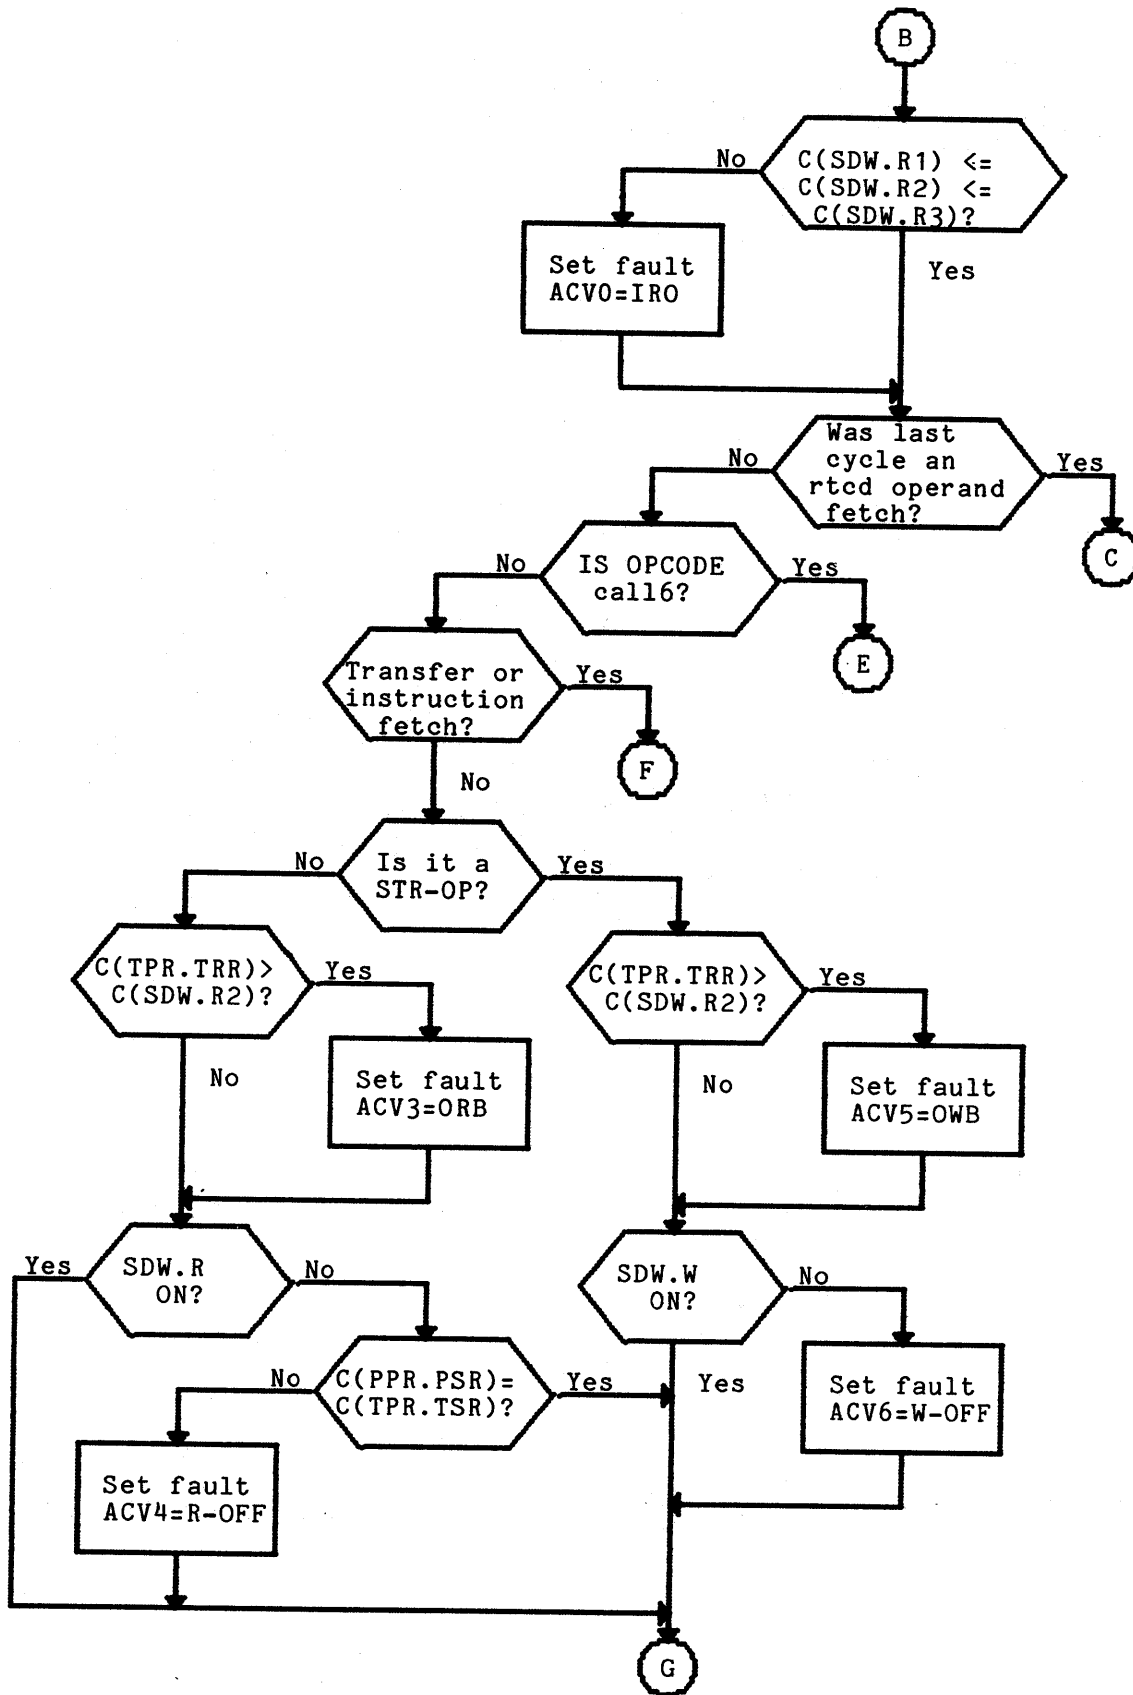 B
C(SDW.R1) <=
C(SDW.R2) <=
C(SDW.R3)?
No
Yes
Set fault
ACV0=IRO
Was last
cycle an
rtcd operand
fetch?
No
Yes
C
IS OPCODE
call6?
No
Yes
E
Transfer or
instruction
fetch?
Yes
F
No
Is it a
STR-OP?
No
Yes
C(TPR.TRR)>
C(SDW.R2)?
Yes
No
Set fault
ACV3=ORB
C(TPR.TRR)>
C(SDW.R2)?
Yes
No
Set fault
ACV5=OWB
SDW.R
ON?
Yes
No
SDW.W
ON?
No
Yes
C(PPR.PSR)=
C(TPR.TSR)?
No
Yes
Set fault
ACV6=W-OFF
Set fault
ACV4=R-OFF
G